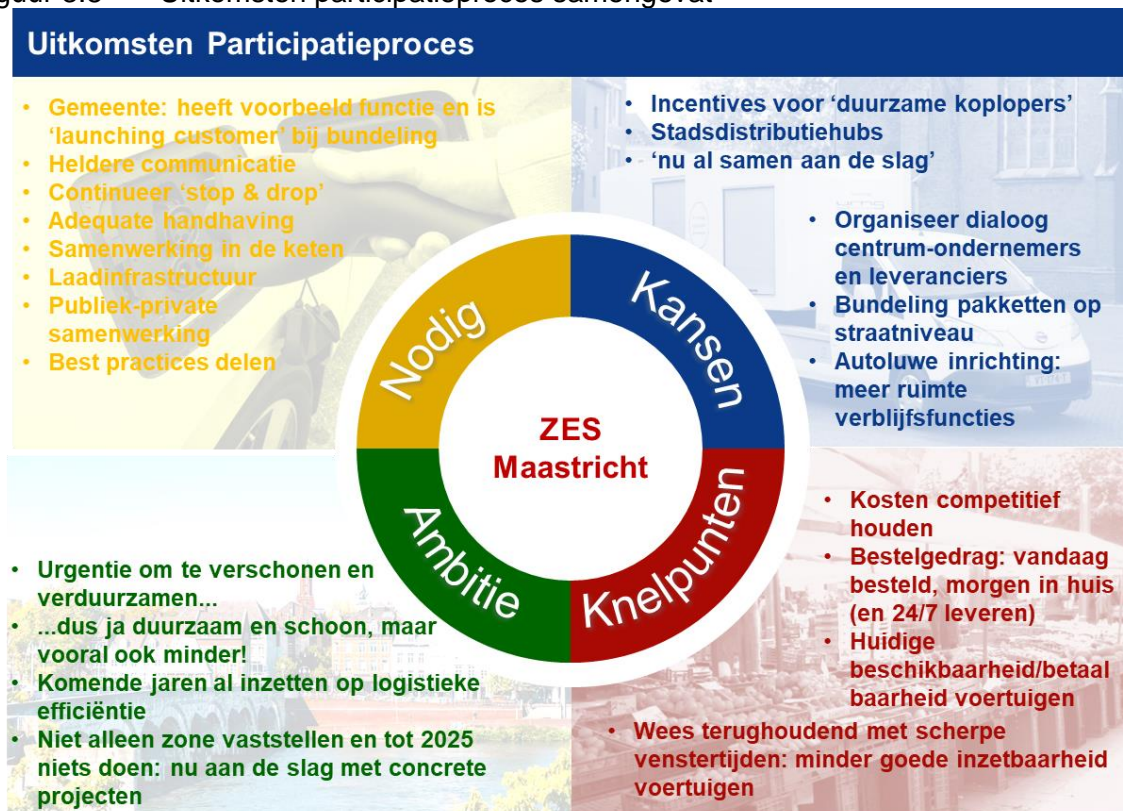 Uitkomsten participatieproces samengevat
Uitkomsten Participatieproces
• Gemeente: heeft voorbeeld functie en is
‘launching customer’ bij bundeling
• Heldere communicatie
• Continueer ‘stop & drop’
• Adequate handhaving
• Samenwerking in de keten
• Laadinfrastructuur
• Publiek-private
samenwerking
• Best practices delen
• Incentives voor ‘duurzame koplopers’
• Stadsdistributiehubs
• ‘nu al samen aan de slag’
• Organiseer dialoog
centrum-ondernemers
en leveranciers
• Bundeling pakketten op
straatniveau
• Autoluwe inrichting:
meer ruimte
verblijfsfuncties
Nodig
Kansen
ZES
Maastricht
Ambitie
Knelpunten
• Urgentie om te verschonen en
verduurzamen...
• ...dus ja duurzaam en schoon, maar
vooral ook minder!
• Komende jaren al inzetten op logistieke
efficiëntie
• Niet alleen zone vaststellen en tot 2025
niets doen: nu aan de slag met concrete
projecten
• Kosten competitief
houden
• Bestelgedrag: vandaag
besteld, morgen in huis
(en 24/7 leveren)
• Huidige
beschikbaarheid/betaal
baarheid voertuigen
• Wees terughoudend met scherpe
venstertijden: minder goede inzetbaarheid
voertuigen